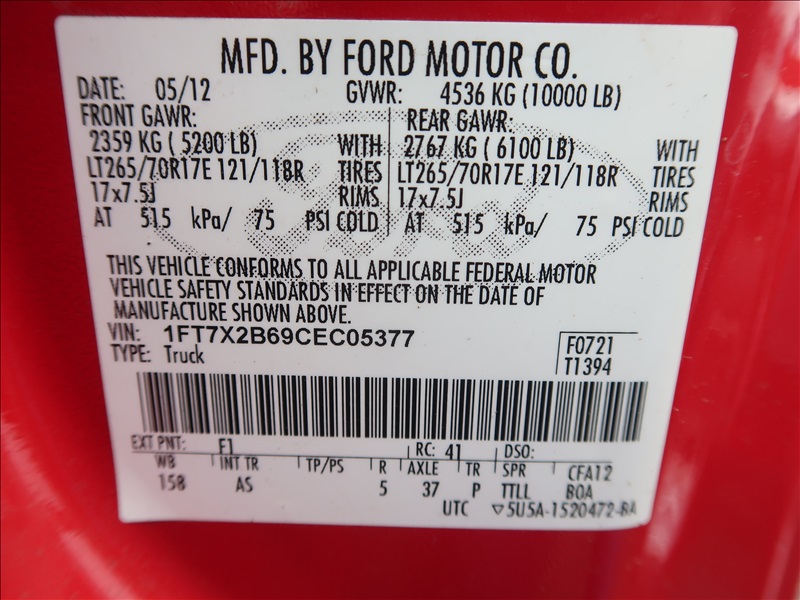 MFD. BY FORD MOTOR CO.
DATE: 05/12 GVWR: 4536 KG (10000 LB)
FRONT GAWR: REAR GAWR:
2359 KG ( 5200 LB) WITH 2767 KG ( 6100 LB) WITH
LT265/70R17E 121/118R TIRES LT265/70R17E 121/118R TIRES
17x7.5J RIMS 17x7.5J RIMS
AT 515 kPa/ 75 PSI COLD AT 515 kPa/ 75 PSI COLD
Ford
THIS VEHICLE CONFORMS TO ALL APPLICABLE FEDERAL MOTOR
VEHICLE SAFETY STANDARDS IN EFFECT ON THE DATE OF
MANUFACTURE SHOWN ABOVE.
VIN: 1FT7X2B69CEC05377
TYPE: Truck
F0721
T1394
EXT PNT: F1 RC: 41 DSO:
WB INT TR TP/PS R AXLE TR SPR CFA12
158 AS 5 37 P TTLL BOA
UTC ▽5U5A-1520472-BA